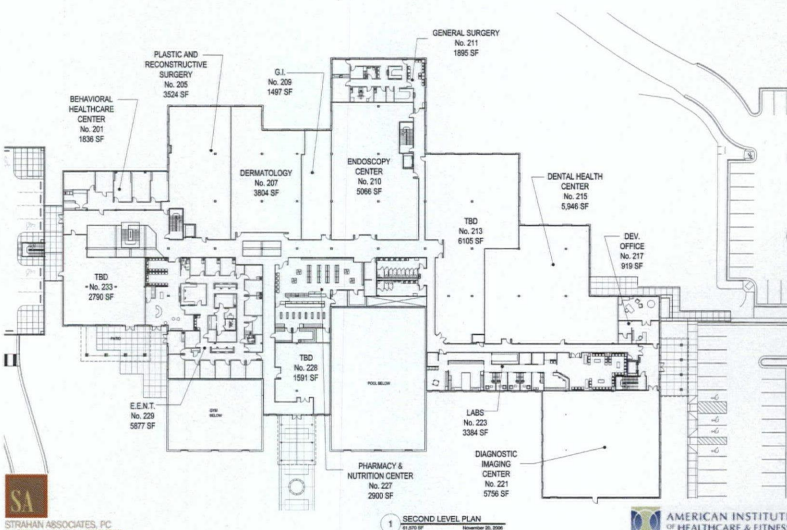 GENERAL SURGERY
No. 211
1895 SF
PLASTIC AND
RECONSTRUCTIVE
SURGERY
No. 205
3524 SF
G.I.
No. 209
1497 SF
BEHAVIORAL
HEALTHCARE
CENTER
No. 201
1836 SF
DERMATOLOGY
No. 207
3804 SF
ENDOSCOPY
CENTER
No. 210
5066 SF
DENTAL HEALTH
CENTER
No. 215
5,946 SF
TBD
No. 213
6105 SF
DEV.
OFFICE
No. 217
919 SF
TBD
- No. 233 -
2790 SF
TBD
No. 228
1591 SF
POOL BELOW
GYM
BELOW
E.E.N.T.
No. 229
5877 SF
LABS
No. 223
3384 SF
DIAGNOSTIC
IMAGING
CENTER
No. 221
5756 SF
PHARMACY &
NUTRITION CENTER
No. 227
2900 SF
SA
STRAHAN ASSOCIATES, PC
1 SECOND LEVEL PLAN
November 20, 2006
AMERICAN INSTITUTE
OF HEALTHCARE & FITNESS